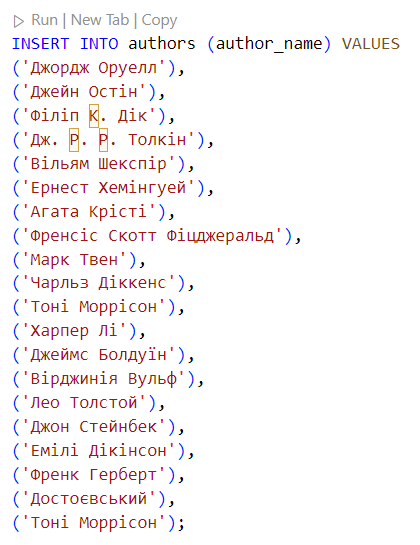 ▷ Run | New Tab | Copy
INSERT INTO authors (author_name) VALUES
('Джордж Оруелл'),
('Джейн Остін'),
('Філіп К. Дік'),
('Дж. Р. Р. Толкін'),
('Вільям Шекспір'),
('Ернест Хемінгуей'),
('Агата Крісті'),
('Френсіс Скотт Фіцджеральд'),
('Марк Твен'),
('Чарльз Діккенс'),
('Тоні Моррісон'),
('Харпер Лі'),
('Джеймс Болдуїн'),
('Вірджинія Вульф'),
('Лео Толстой'),
('Джон Стейнбек'),
('Емілі Дікінсон'),
('Френк Герберт'),
('Достоєвський'),
('Тоні Моррісон');